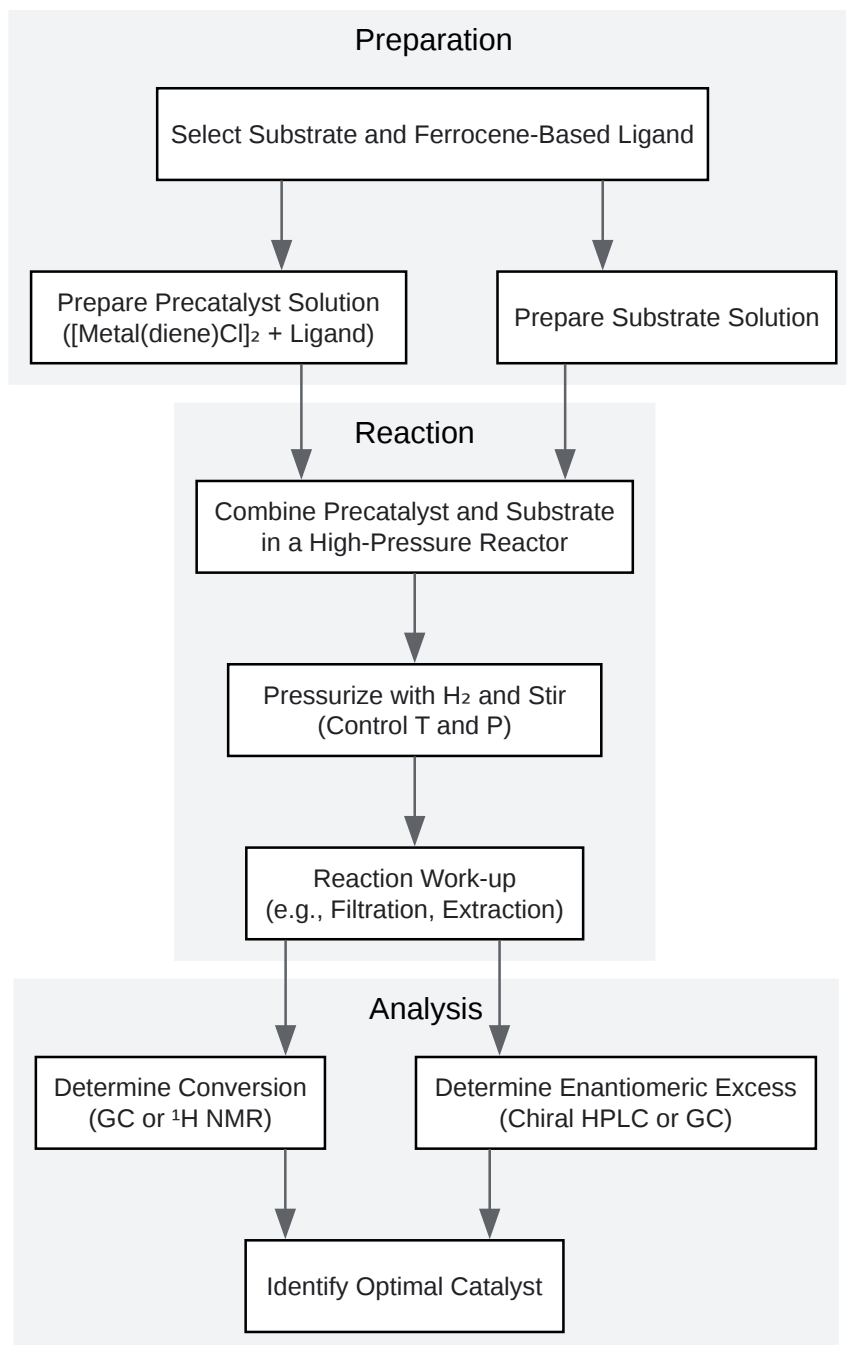 Preparation
Select Substrate and Ferrocene-Based Ligand
Prepare Precatalyst Solution
([Metal(diene)Cl]₂ + Ligand)
Prepare Substrate Solution
Reaction
Combine Precatalyst and Substrate
in a High-Pressure Reactor
Pressurize with H₂ and Stir
(Control T and P)
Reaction Work-up
(e.g., Filtration, Extraction)
Analysis
Determine Conversion
(GC or ¹H NMR)
Determine Enantiomeric Excess
(Chiral HPLC or GC)
Identify Optimal Catalyst